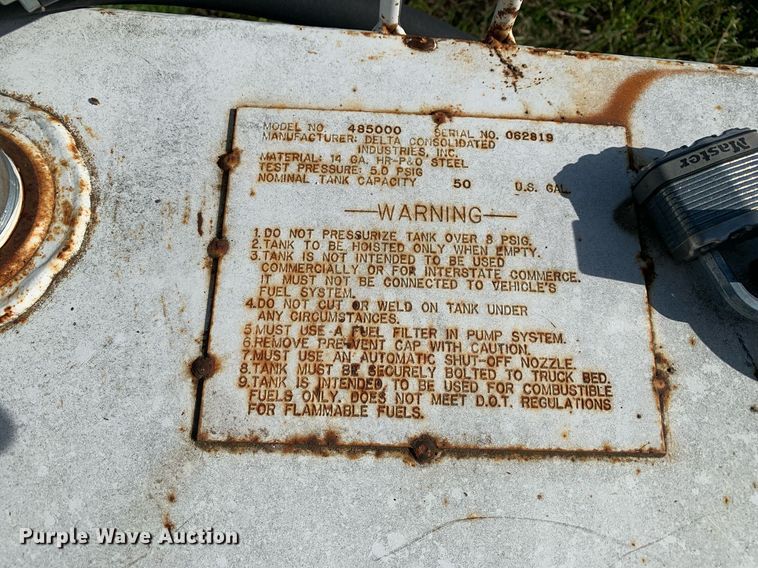 MODEL NO. 485000 SERIAL NO. 062819
MANUFACTURER: DELTA CONSOLIDATED
INDUSTRIES, INC.
MATERIAL: 14 GA. HR-P&O STEEL
TEST PRESSURE: 5.0 PSIG
NOMINAL TANK CAPACITY 50 U.S. GAL.
WARNING
1. DO NOT PRESSURIZE TANK OVER 8 PSIG.
2. TANK TO BE HOISTED ONLY WHEN EMPTY.
3. TANK IS NOT INTENDED TO BE USED
COMMERCIALLY OR FOR INTERSTATE COMMERCE.
IT MUST NOT BE CONNECTED TO VEHICLE'S
FUEL SYSTEM.
4. DO NOT CUT OR WELD ON TANK UNDER
ANY CIRCUMSTANCES.
5. MUST USE A FUEL FILTER IN PUMP SYSTEM.
6. REMOVE PRE-VENT CAP WITH CAUTION.
7. MUST USE AN AUTOMATIC SHUT-OFF NOZZLE.
8. TANK MUST BE SECURELY BOLTED TO TRUCK BED.
9. TANK IS INTENDED TO BE USED FOR COMBUSTIBLE
FUELS ONLY. DOES NOT MEET D.O.T. REGULATIONS
FOR FLAMMABLE FUELS.
Master
Purple Wave Auction